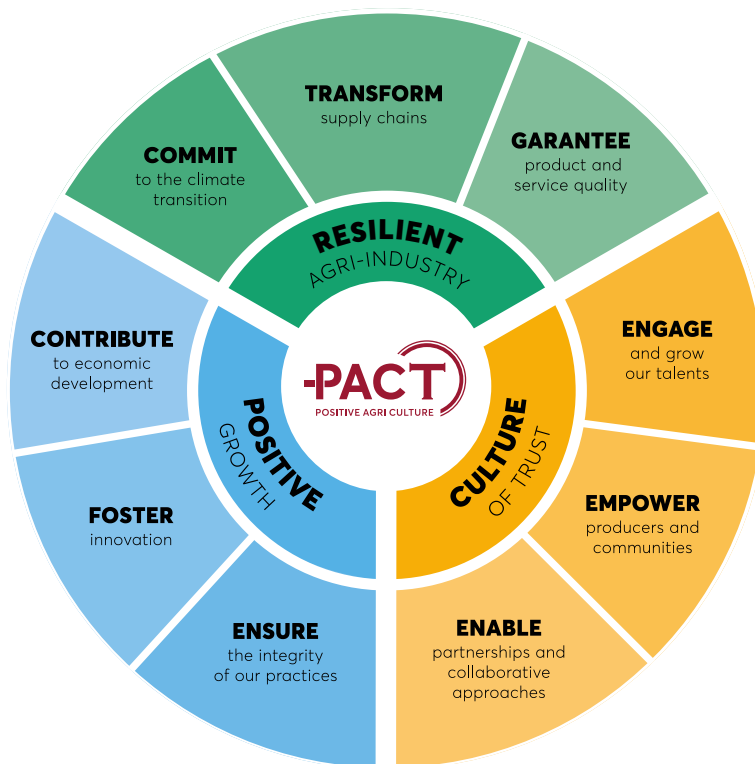 TRANSFORM
supply chains
GARANTEE
product and
service quality
COMMIT
to the climate
transition
RESILIENT
AGRI-INDUSTRY
ENGAGE
and grow
our talents
CONTRIBUTE
to economic
development
-PACT
POSITIVE AGRI CULTURE
POSITIVE
GROWTH
CULTURE
OF TRUST
EMPOWER
producers and
communities
FOSTER
innovation
ENSURE
the integrity
of our practices
ENABLE
partnerships and
collaborative
approaches